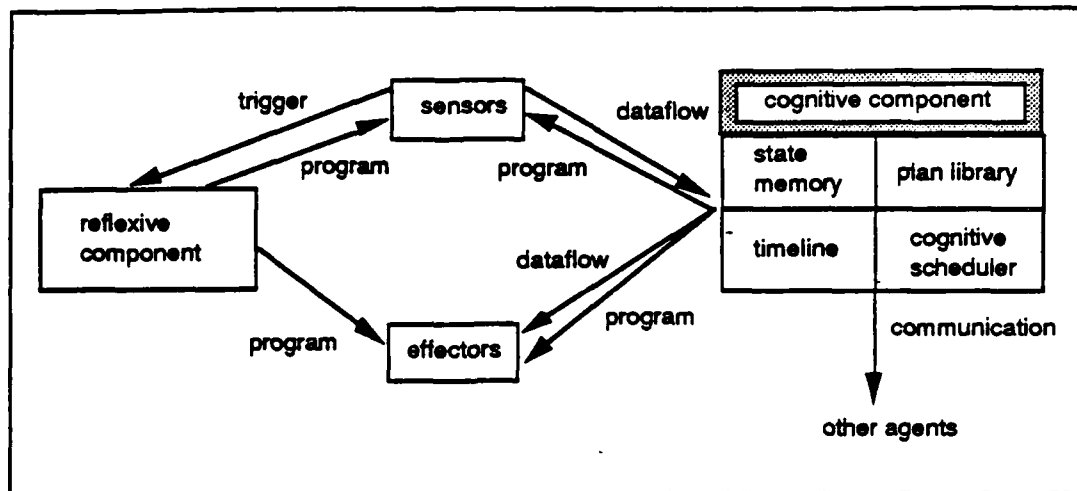 trigger
sensors
dataflow
cognitive component
program
program
state
memory
plan library
reflexive
component
timeline
cognitive
scheduler
dataflow
program
effectors
program
communication
other agents